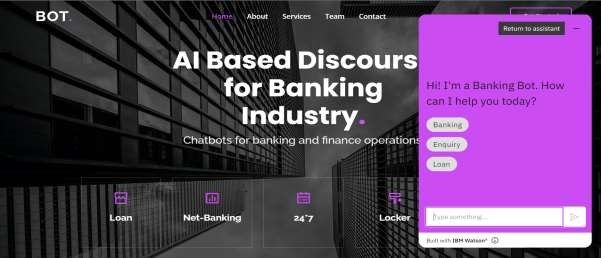 BOT.
Home About Services Team Contact
AI Based Discours
for Banking
Industry.
Chatbots for banking and finance operations
Loan Net-Banking 24*7 Locker
Return to assistant
Hi! I'm a Banking Bot. How
can I help you today?
Banking
Enquiry
Loan
Type something...
Built with IBM Watson®